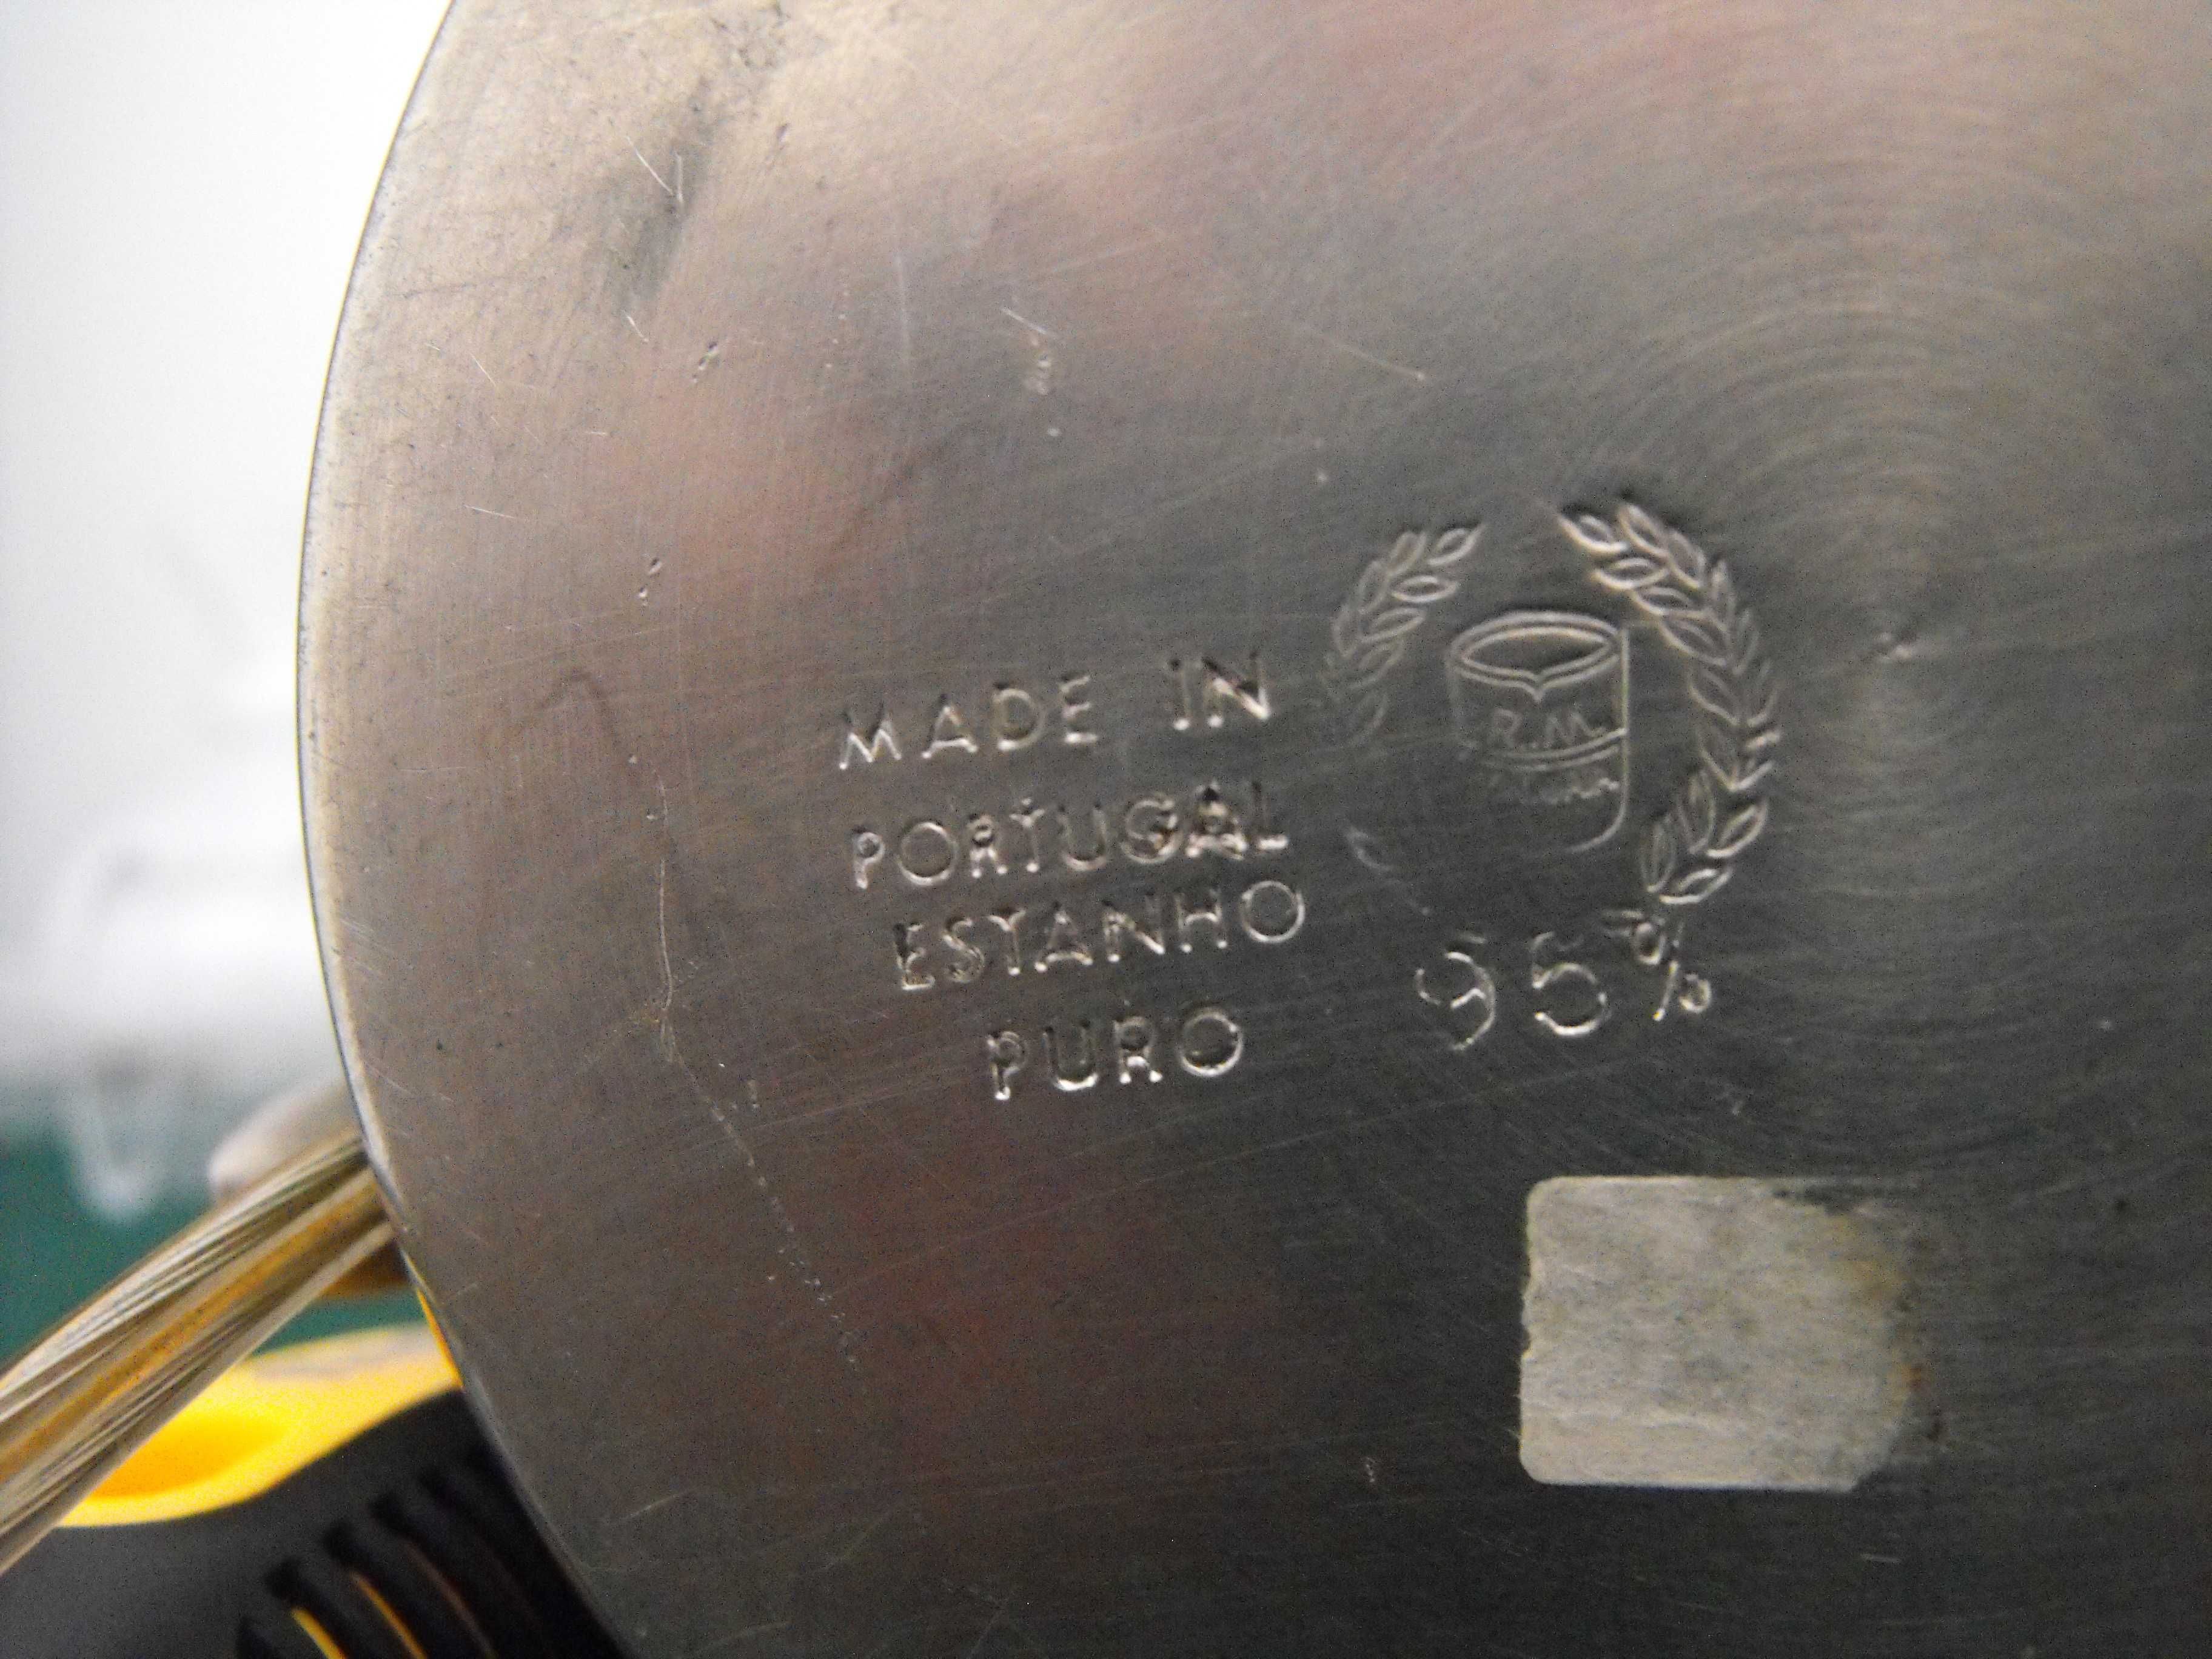 MADE IN
PORTUGAL
ESTANHO
PURO
R.M.
95%